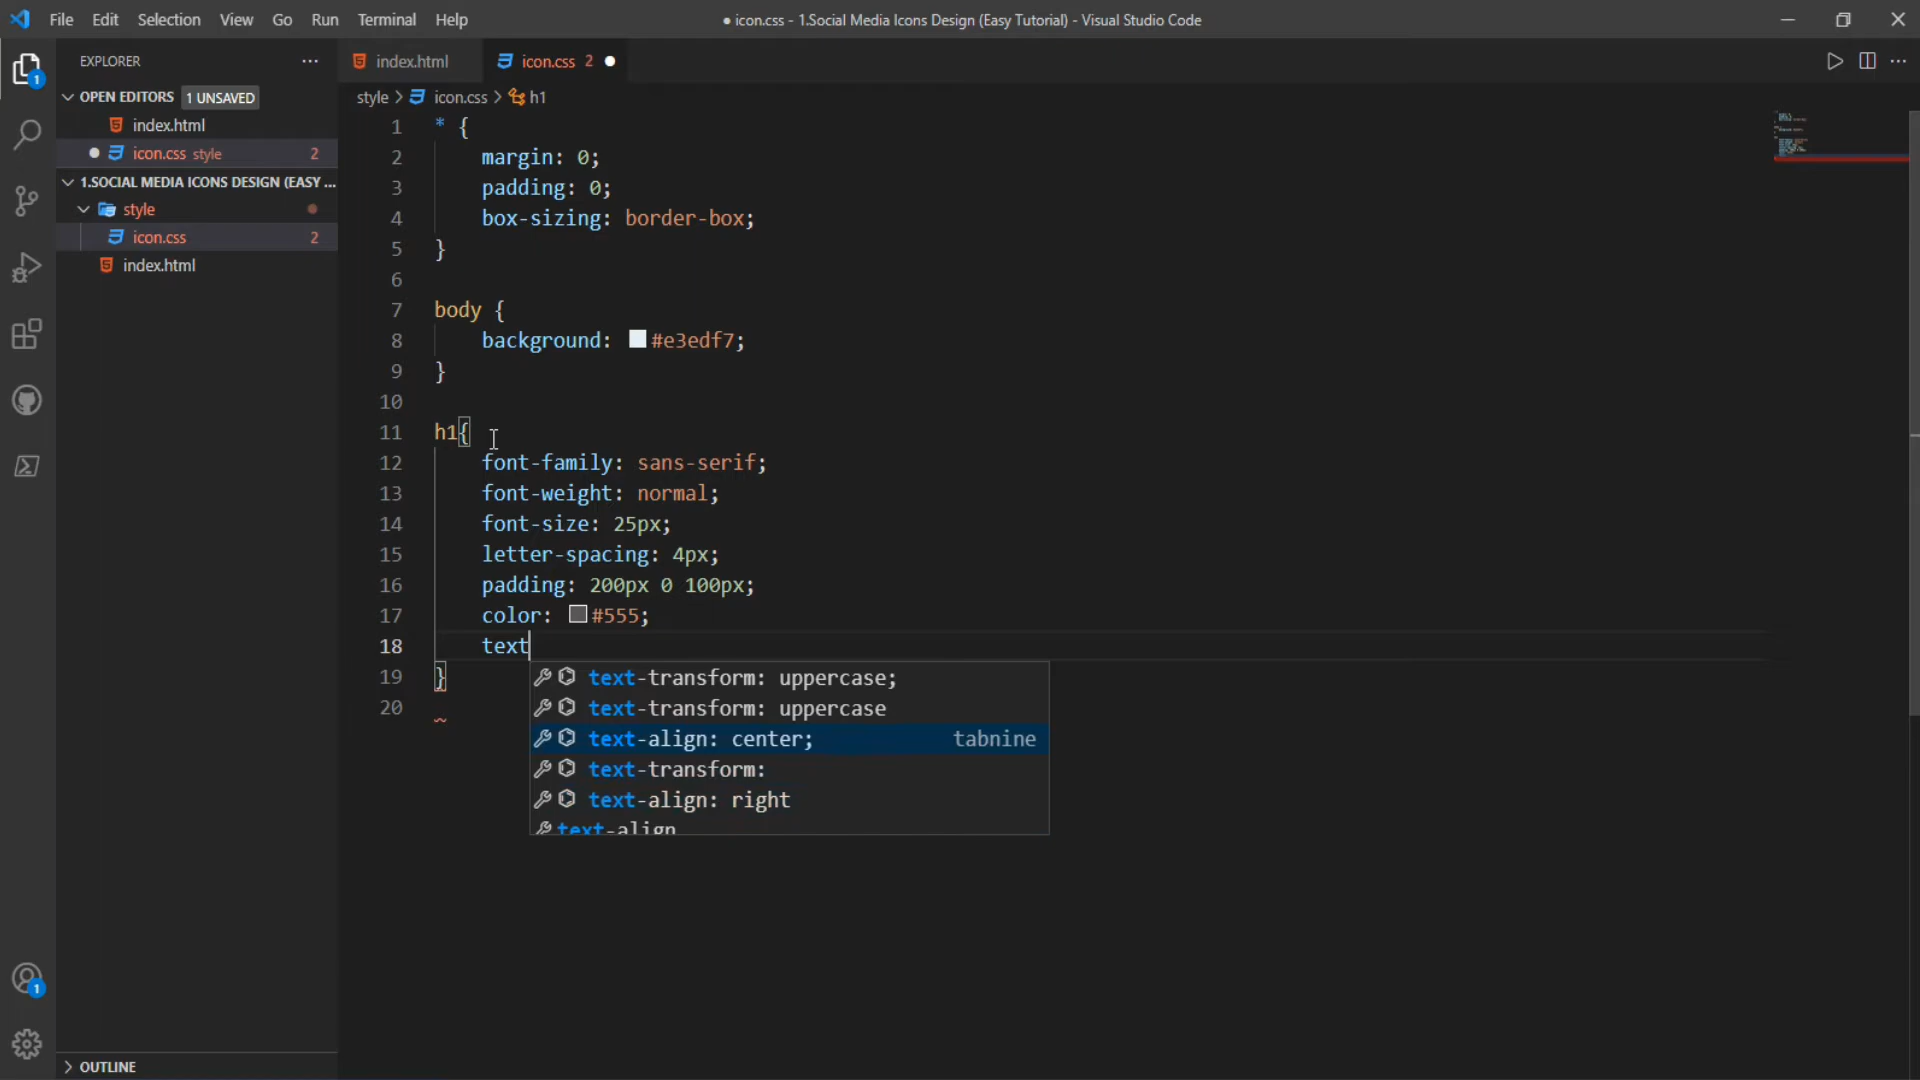 File Edit Selection View Go Run Terminal Help
● icon.css - 1.Social Media Icons Design (Easy Tutorial) - Visual Studio Code
EXPLORER
OPEN EDITORS 1 UNSAVED
index.html
icon.css style 2
1.SOCIAL MEDIA ICONS DESIGN (EASY ...
style
icon.css 2
index.html
OUTLINE
1
1
index.html icon.css 2
style > icon.css > h1
1 * {
2 margin: 0;
3 padding: 0;
4 box-sizing: border-box;
5 }
6
7 body {
8 background: #e3edf7;
9 }
10
11 h1{
12 font-family: sans-serif;
13 font-weight: normal;
14 font-size: 25px;
15 letter-spacing: 4px;
16 padding: 200px 0 100px;
17 color: #555;
18 text
19 }
20
text-transform: uppercase;
text-transform: uppercase
text-align: center; tabnine
text-transform:
text-align: right
text-align